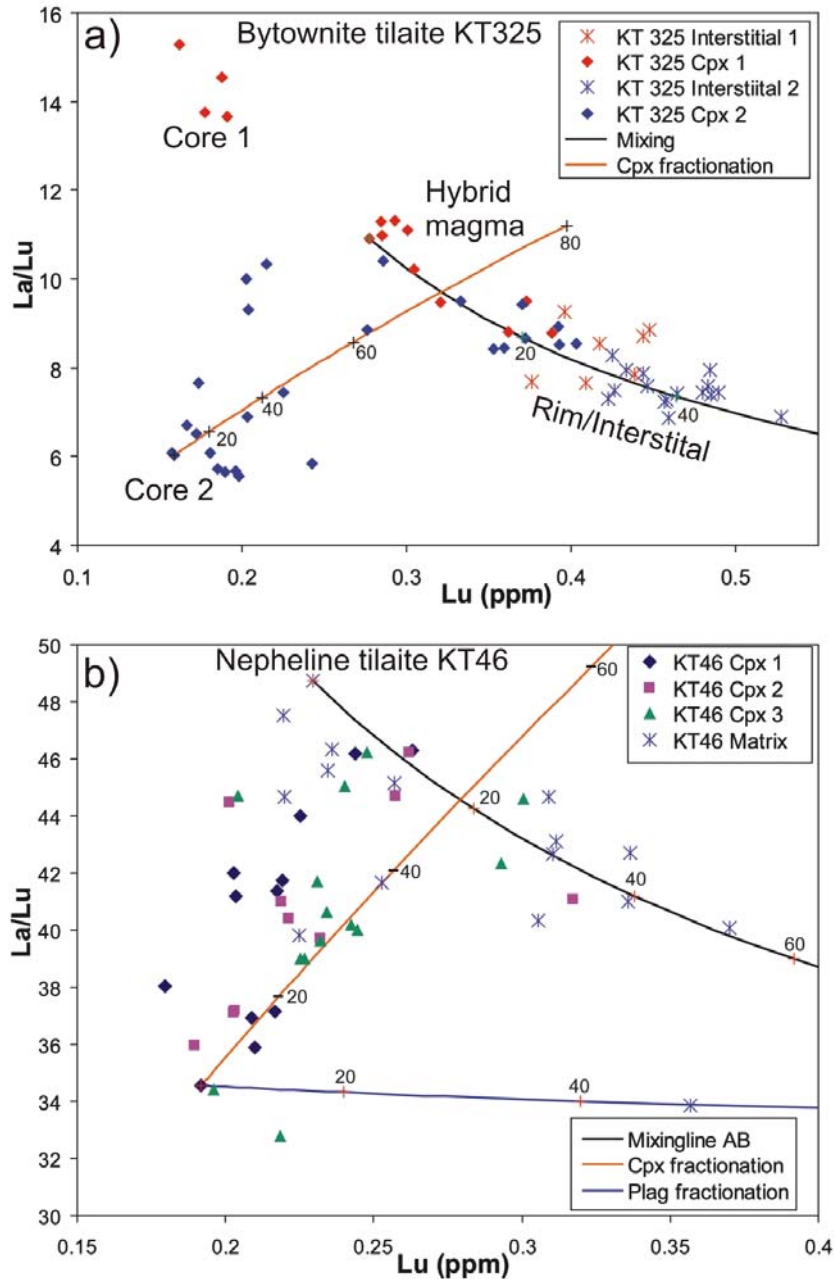 a)
Bytownite tilaite KT325
KT 325 Interstitial 1
KT 325 Cpx 1
KT 325 Interstiital 2
KT 325 Cpx 2
Mixing
Cpx fractionation
Core 1
Hybrid
magma
Core 2
Rim/Interstital
20
40
60
80
20
40
La/Lu
16
14
12
10
8
6
4
0.1
0.2
0.3
0.4
0.5
Lu (ppm)
b)
Nepheline tilaite KT46
KT46 Cpx 1
KT46 Cpx 2
KT46 Cpx 3
KT46 Matrix
60
20
40
40
60
20
20
40
Mixingline AB
Cpx fractionation
Plag fractionation
La/Lu
50
48
46
44
42
40
38
36
34
32
30
0.15
0.2
0.25
0.3
0.35
0.4
Lu (ppm)